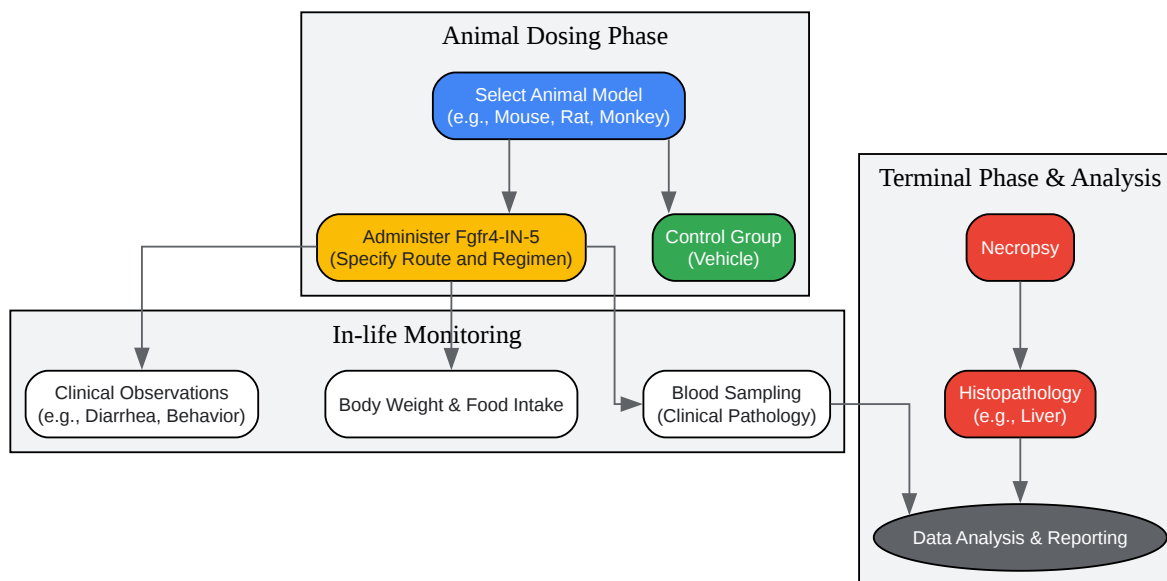 Animal Dosing Phase
Select Animal Model
(e.g., Mouse, Rat, Monkey)
Administer Fgfr4-IN-5
(Specify Route and Regimen)
Control Group
(Vehicle)
In-life Monitoring
Clinical Observations
(e.g., Diarrhea, Behavior)
Body Weight & Food Intake
Blood Sampling
(Clinical Pathology)
Terminal Phase & Analysis
Necropsy
Histopathology
(e.g., Liver)
Data Analysis & Reporting